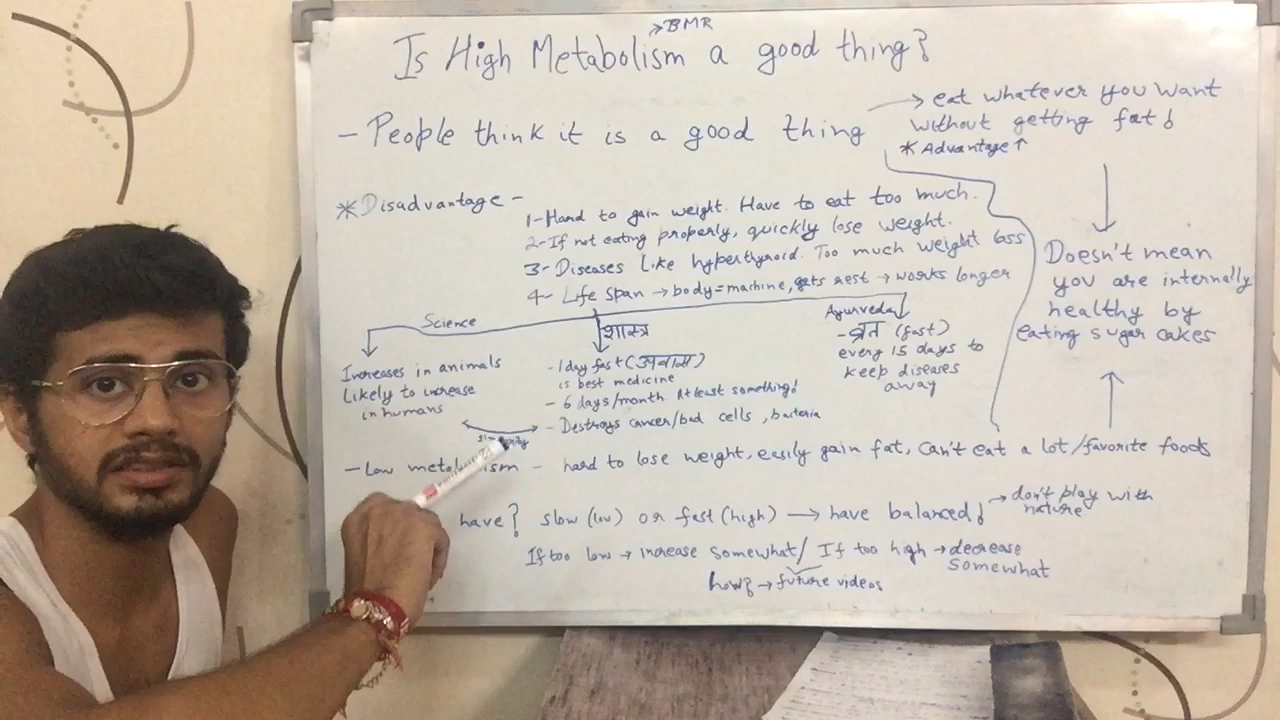 →BMR
Is High Metabolism a good thing?
- People think it is a good thing
→ eat whatever you want
without getting fat!
* Advantage ↑
* Disadvantage -
1- Hard to gain weight. Have to eat too much.
2- If not eating properly, quickly lose weight.
3- Diseases like hyperthyroid. Too much weight loss
4- Life span → body = machine, gets rest → works longer
Doesn't mean
you are internally
healthy by
eating sugar cakes
Science
Increases in animals
Likely to increase
in humans
शास्त्र
- 1 day fast (उपवास)
is best medicine
- 6 days/month. At least something!
- Destroys cancer/bad cells, bacteria
Ayurveda
- व्रत (fast)
every 15 days to
keep diseases
away
- Low metabolism - hard to lose weight, easily gain fat, can't eat a lot/favorite foods
have? slow (low) or fast (high) → have balanced!
→ don't play with
nature
If too low → increase somewhat / If too high → decrease
somewhat
how? → future videos